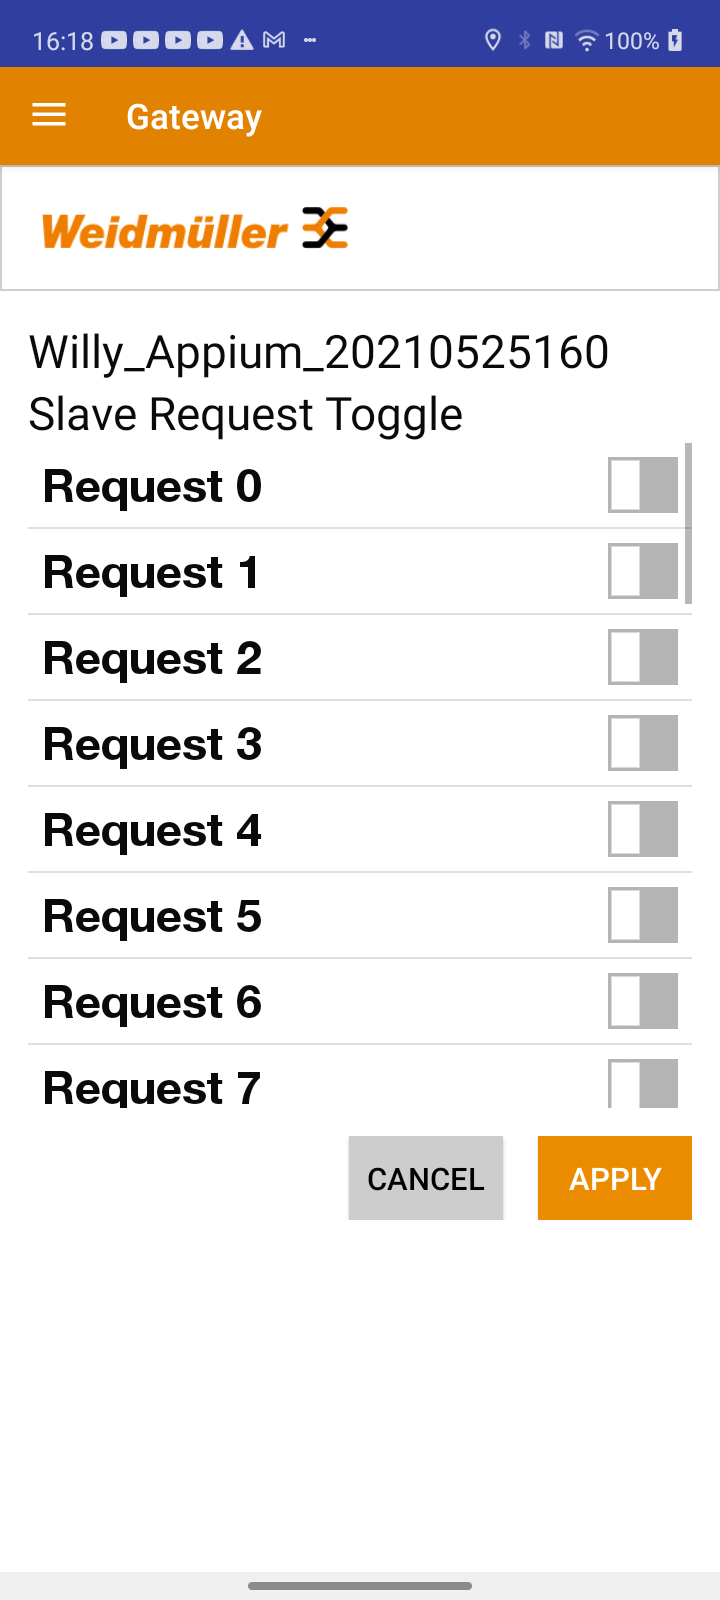 16:18 100%
Gateway
Weidmüller
Willy_Appium_20210525160
Slave Request Toggle
Request 0
Request 1
Request 2
Request 3
Request 4
Request 5
Request 6
Request 7
CANCEL APPLY